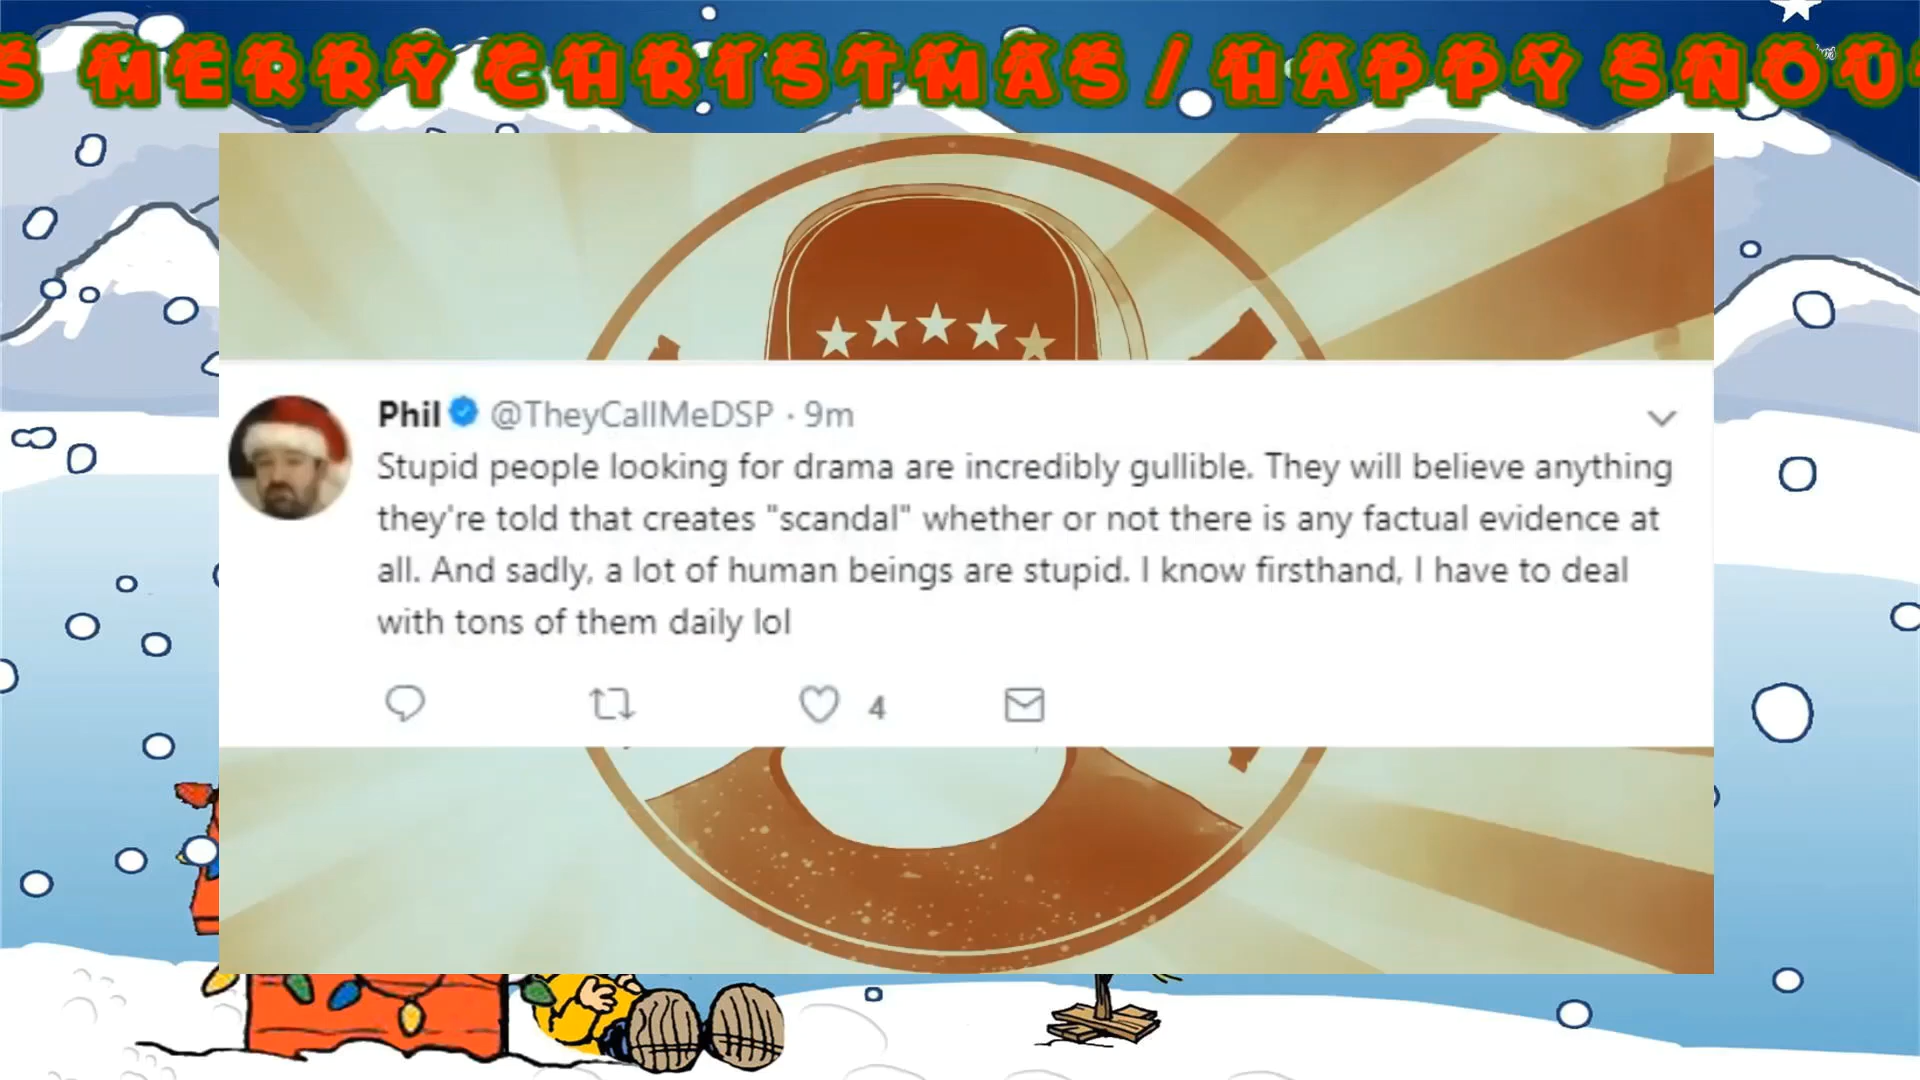 S MERRY CHRISTMAS / HAPPY SNOW
Phil @TheyCallMeDSP · 9m
Stupid people looking for drama are incredibly gullible. They will believe anything
they're told that creates "scandal" whether or not there is any factual evidence at
all. And sadly, a lot of human beings are stupid. I know firsthand, I have to deal
with tons of them daily lol
4